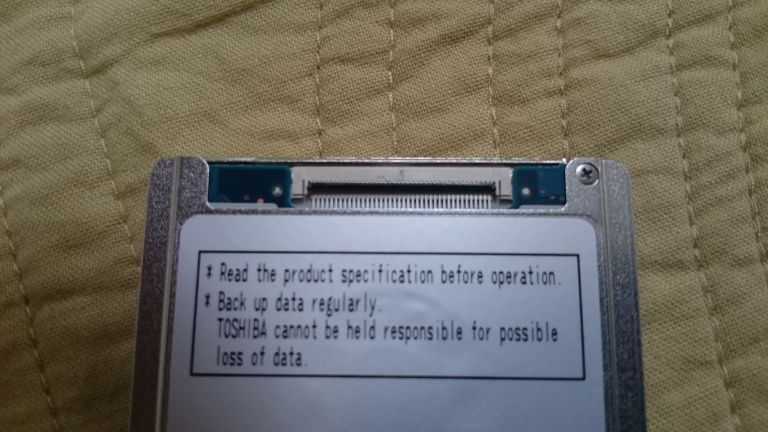 * Read the product specification before operation.
* Back up data regularly.
TOSHIBA cannot be held responsible for possible
loss of data.